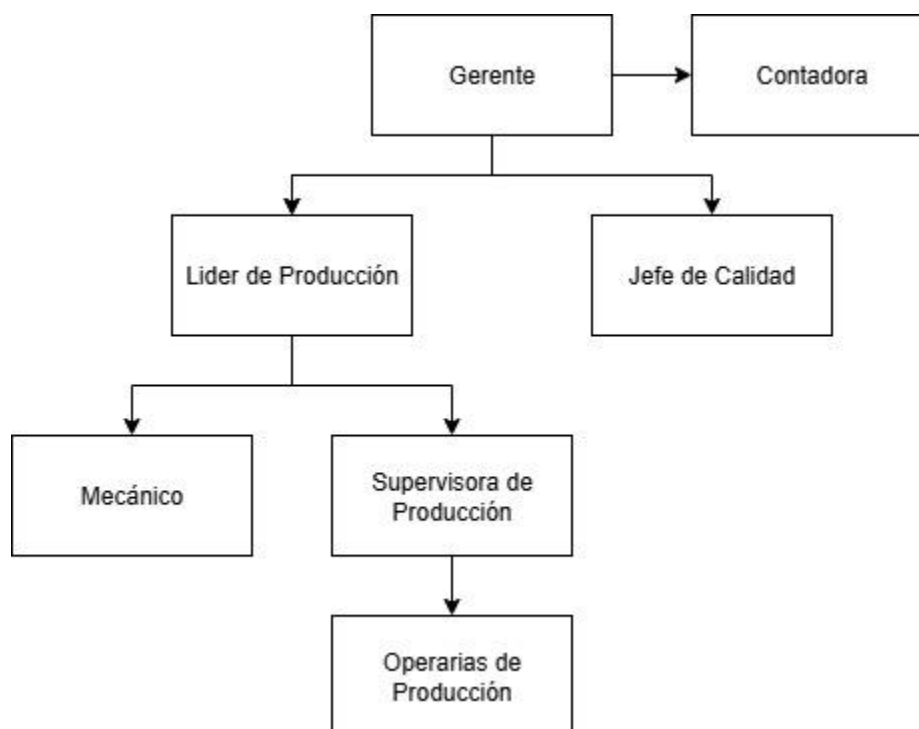 Gerente
Contadora
Lider de Producción
Jefe de Calidad
Mecánico
Supervisora de
Producción
Operarias de
Producción